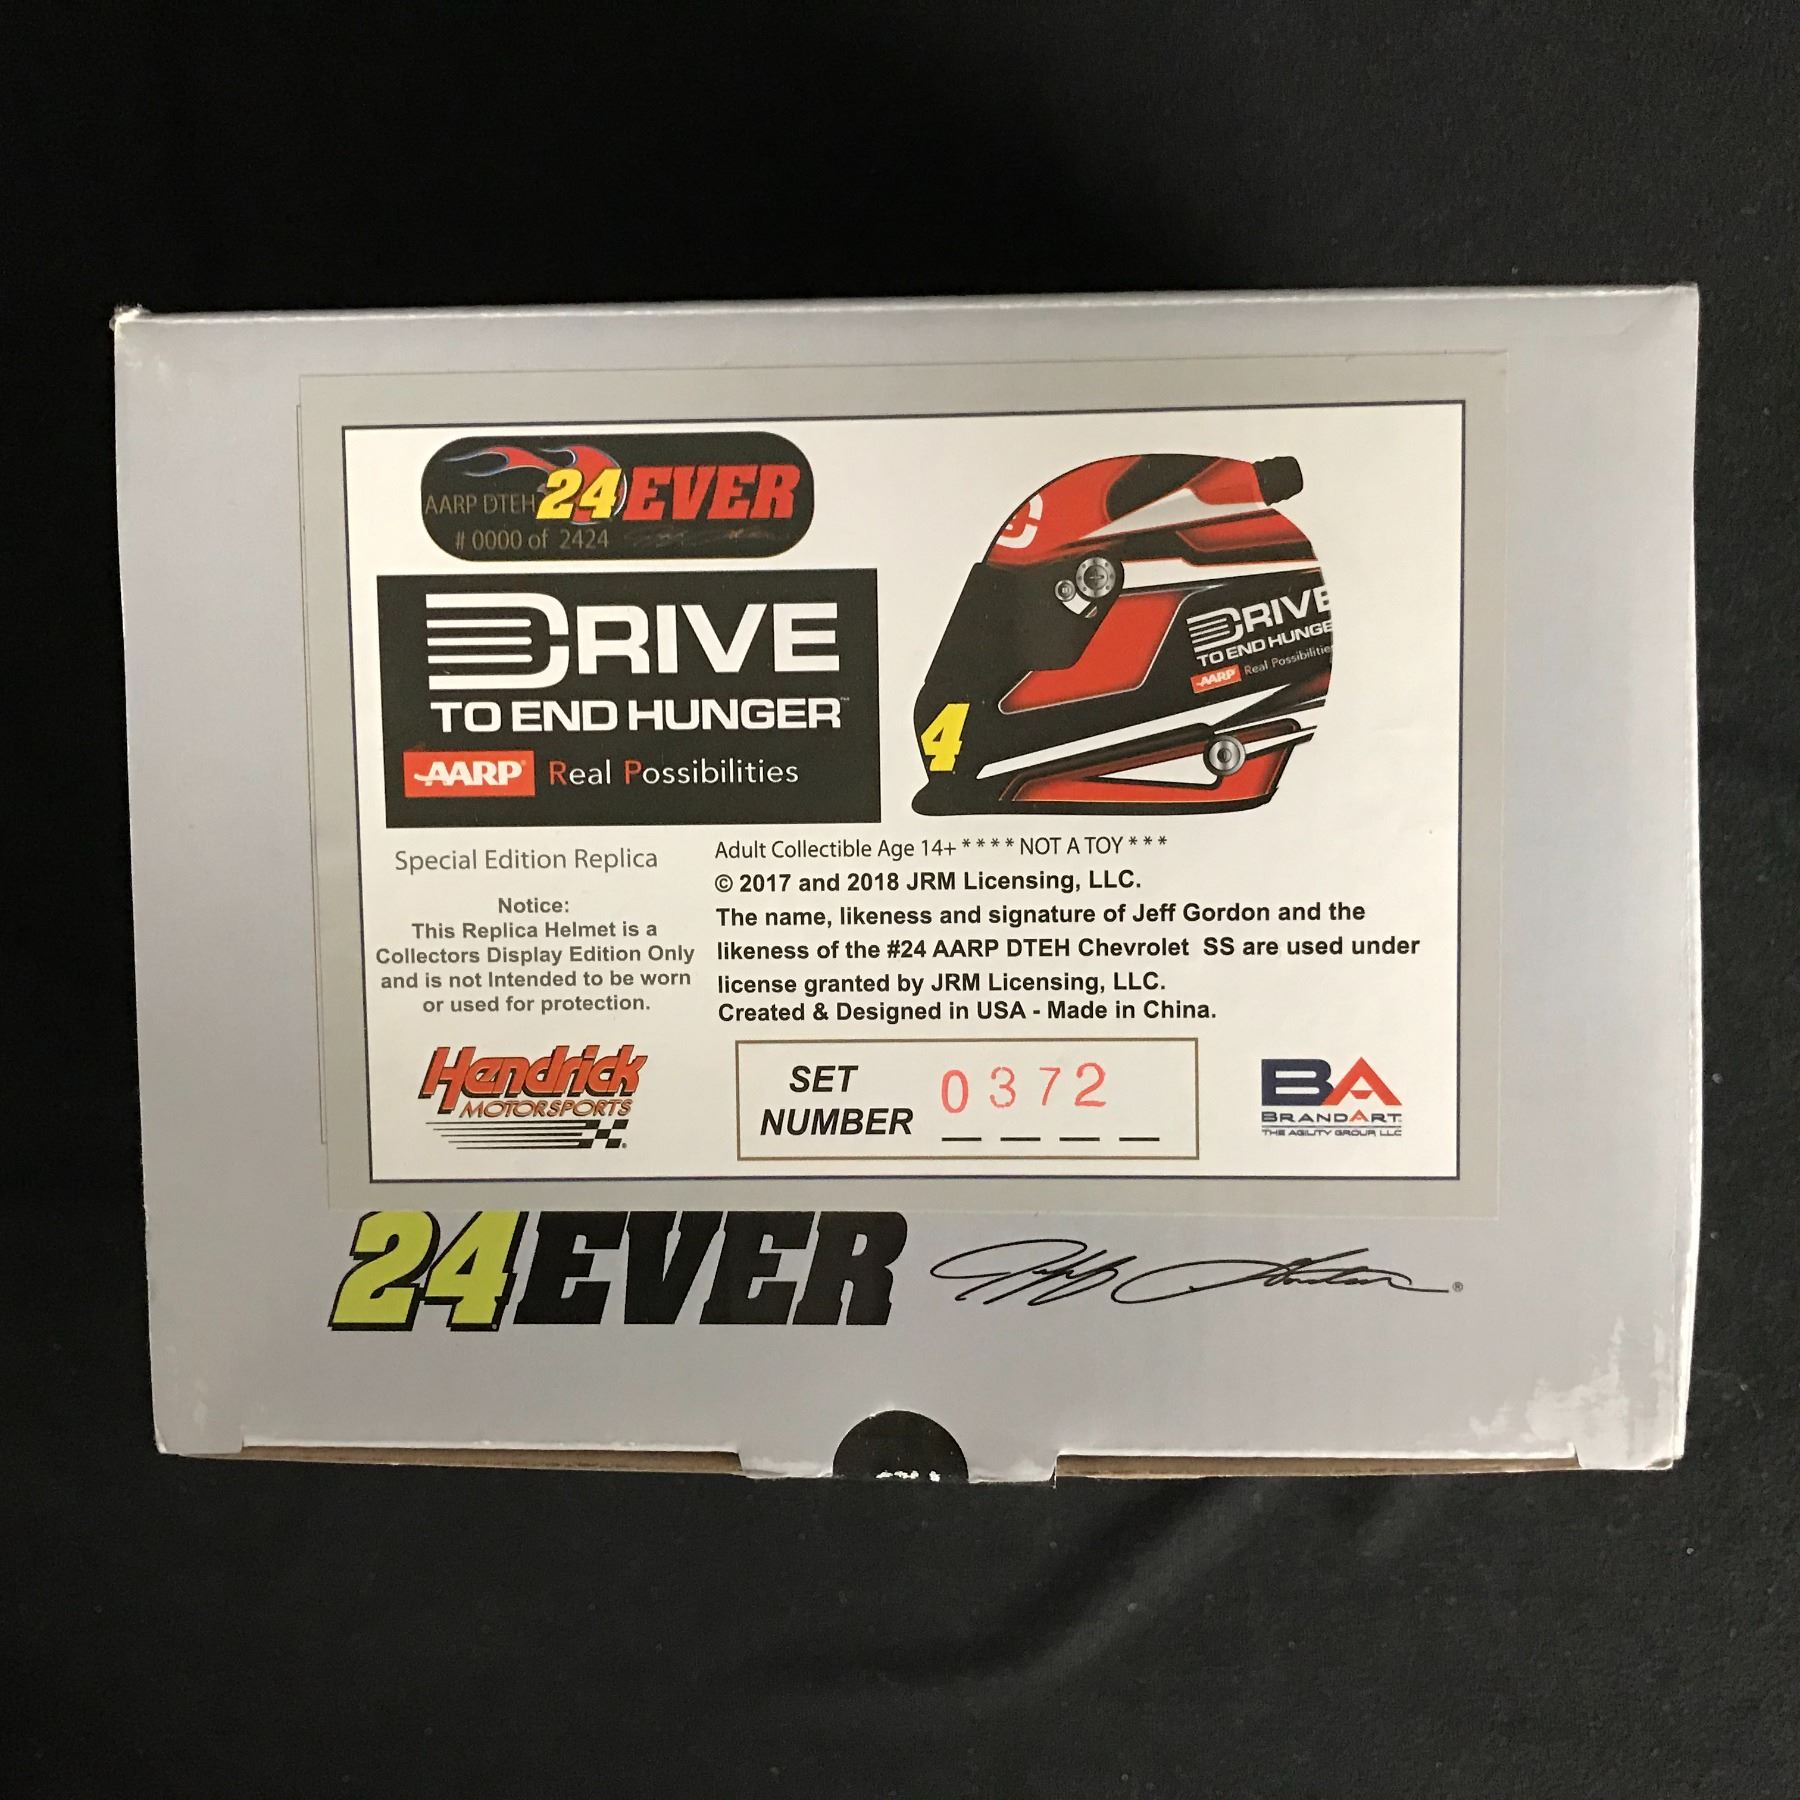 AARP DTEH 24EVER
# 0000 of 2424
DRIVE
TO END HUNGER™
AARP Real Possibilities
DRIVE
TO END HUNGE
AARP Real Possibilitie
4
Special Edition Replica
Notice:
This Replica Helmet is a
Collectors Display Edition Only
and is not Intended to be worn
or used for protection.
Adult Collectible Age 14+ * * * * NOT A TOY * * *
© 2017 and 2018 JRM Licensing, LLC.
The name, likeness and signature of Jeff Gordon and the
likeness of the #24 AARP DTEH Chevrolet SS are used under
license granted by JRM Licensing, LLC.
Created & Designed in USA - Made in China.
Hendrick
MOTORSPORTS
SET
NUMBER
0372
BA
BRANDART
THE AGILITY GROUP, LLC
24EVER Jeff Gordon®